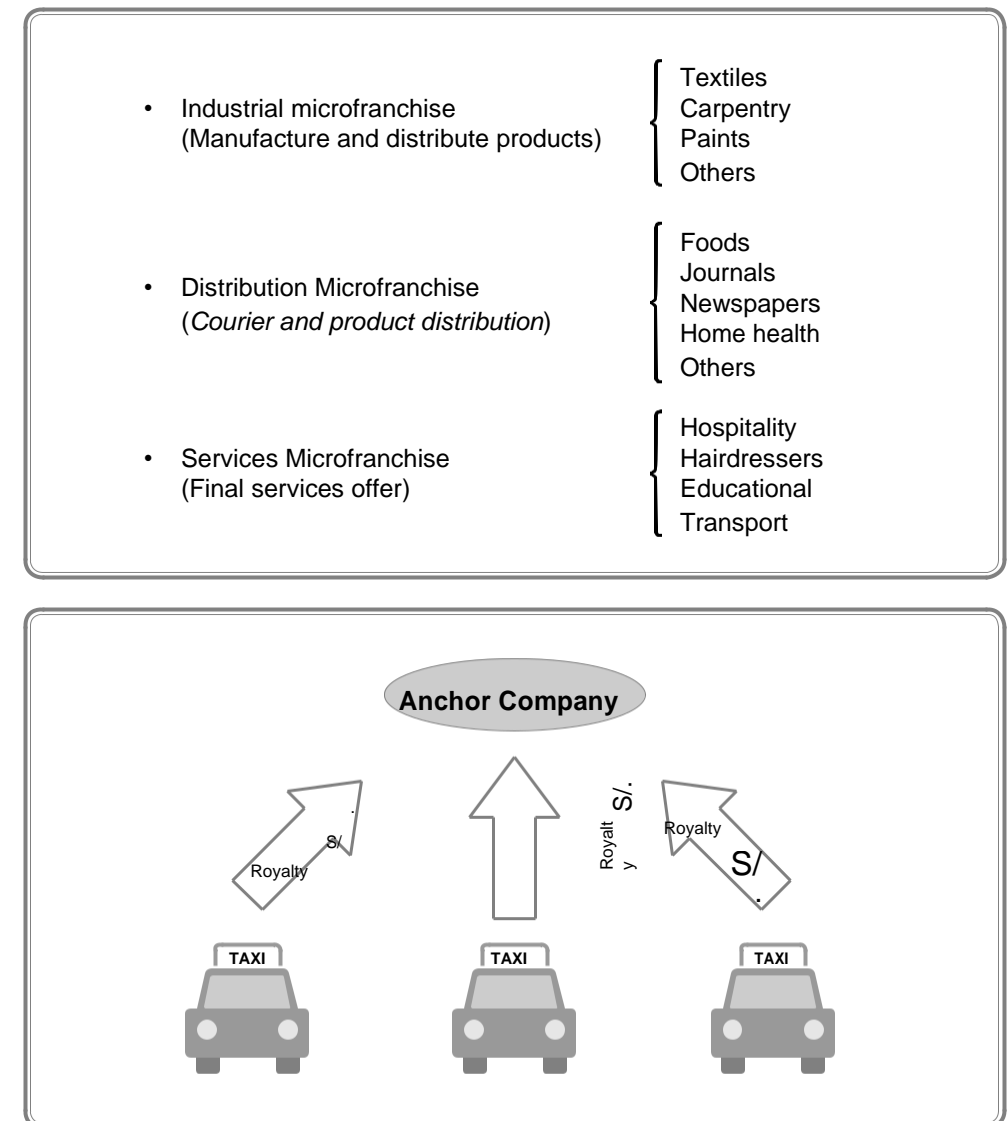 • Industrial microfranchise
(Manufacture and distribute products)
Textiles
Carpentry
Paints
Others
• Distribution Microfranchise
(Courier and product distribution)
Foods
Journals
Newspapers
Home health
Others
• Services Microfranchise
(Final services offer)
Hospitality
Hairdressers
Educational
Transport
Anchor Company
Royalty
S/
.
Royalt
y
S/.
Royalty
S/
.
TAXI
TAXI
TAXI